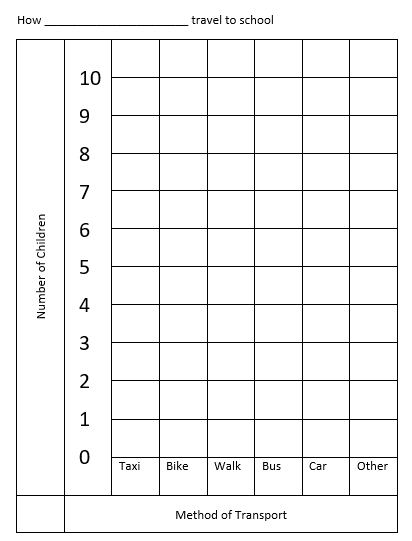 How ________________________ travel to school
10
9
8
7
6
5
4
3
2
1
0
Number of Children
Taxi Bike Walk Bus Car Other
Method of Transport